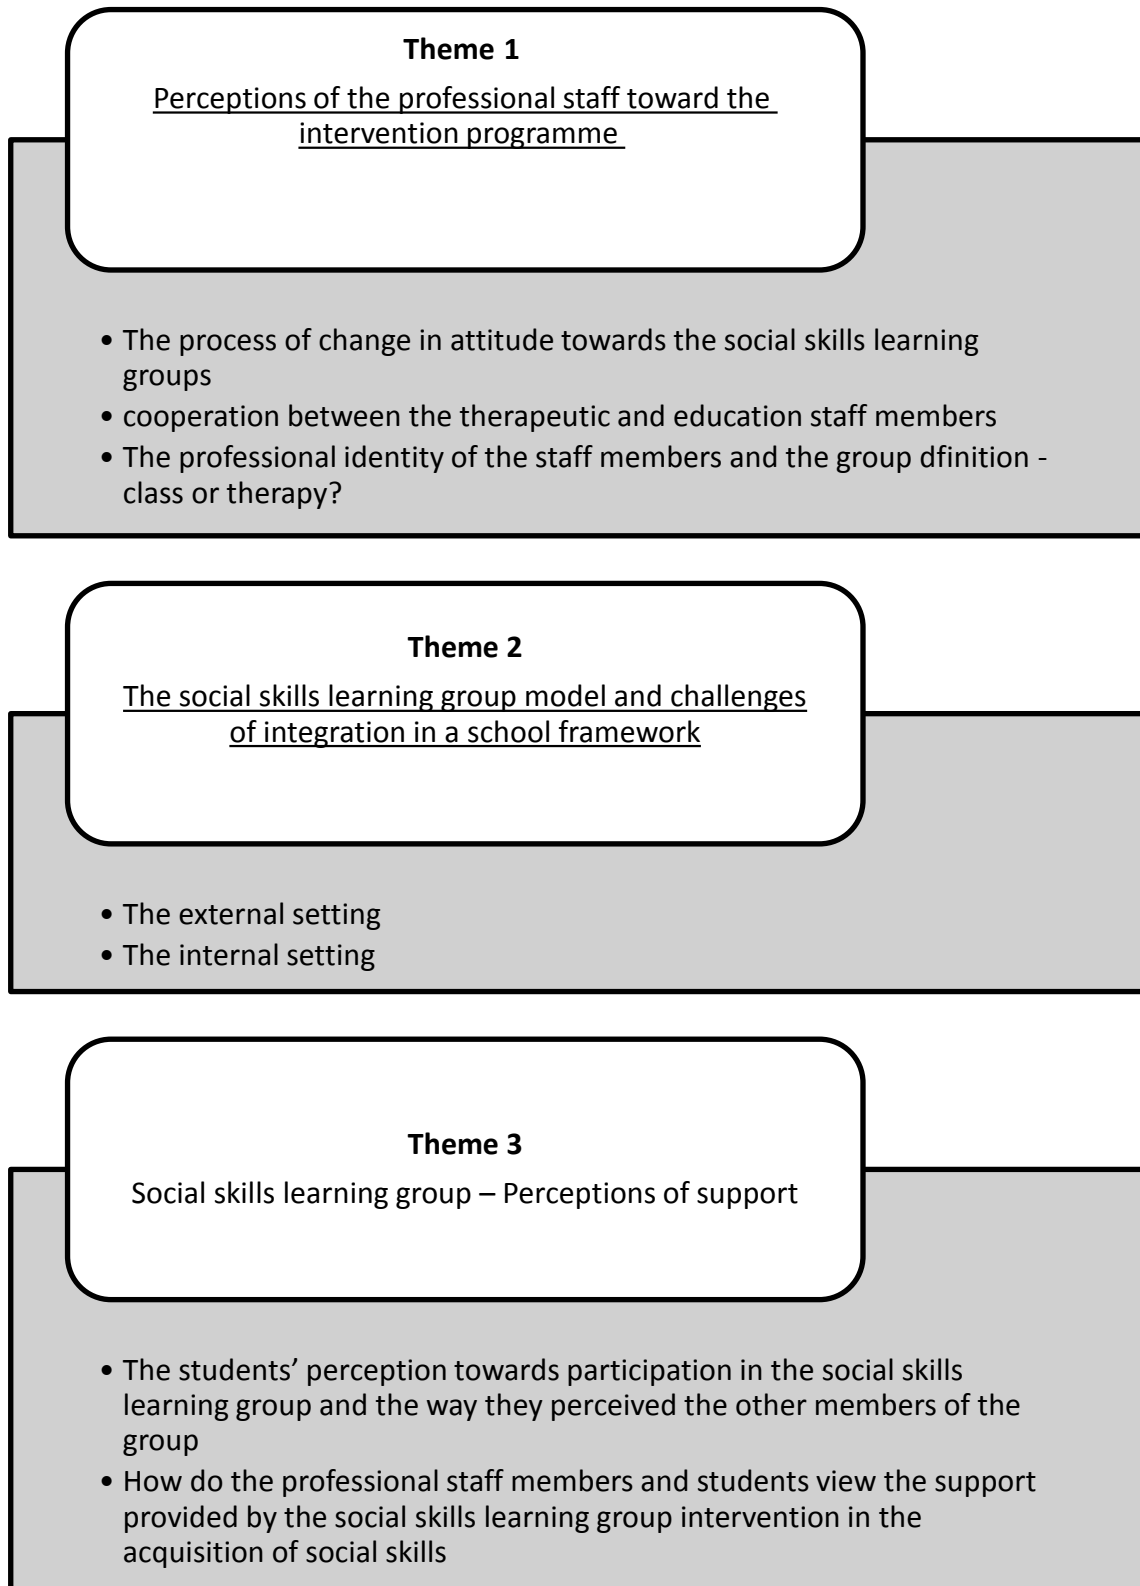 Theme 1
Perceptions of the professional staff toward the
intervention programme
• The process of change in attitude towards the social skills learning
groups
• cooperation between the therapeutic and education staff members
• The professional identity of the staff members and the group dfinition -
class or therapy?
Theme 2
The social skills learning group model and challenges
of integration in a school framework
• The external setting
• The internal setting
Theme 3
Social skills learning group – Perceptions of support
• The students’ perception towards participation in the social skills
learning group and the way they perceived the other members of the
group
• How do the professional staff members and students view the support
provided by the social skills learning group intervention in the
acquisition of social skills